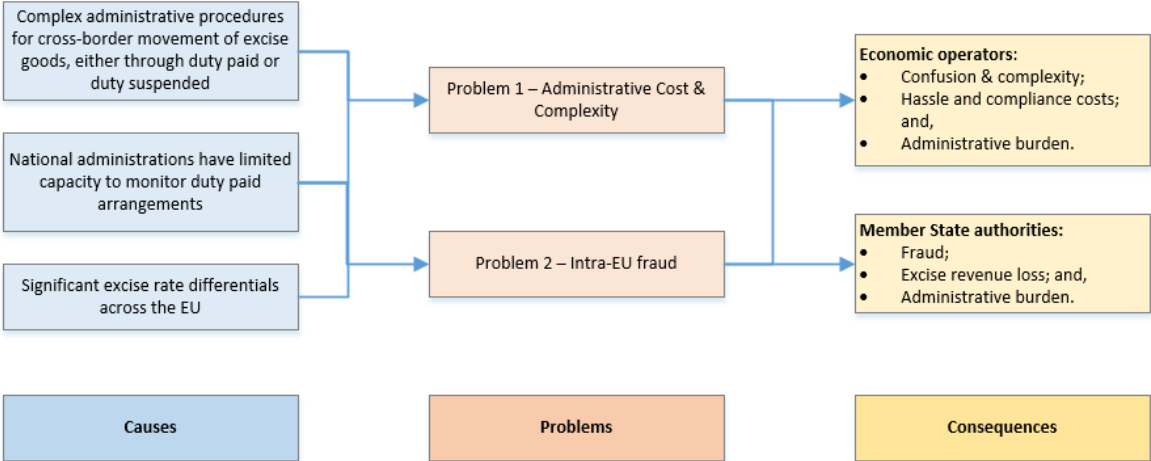 Complex administrative procedures
for cross-border movement of excise
goods, either through duty paid or
duty suspended
National administrations have limited
capacity to monitor duty paid
arrangements
Significant excise rate differentials
across the EU
Problem 1 – Administrative Cost &
Complexity
Problem 2 – Intra-EU fraud
Economic operators:
• Confusion & complexity;
• Hassle and compliance costs;
and,
• Administrative burden.
Member State authorities:
• Fraud;
• Excise revenue loss; and,
• Administrative burden.
Causes
Problems
Consequences